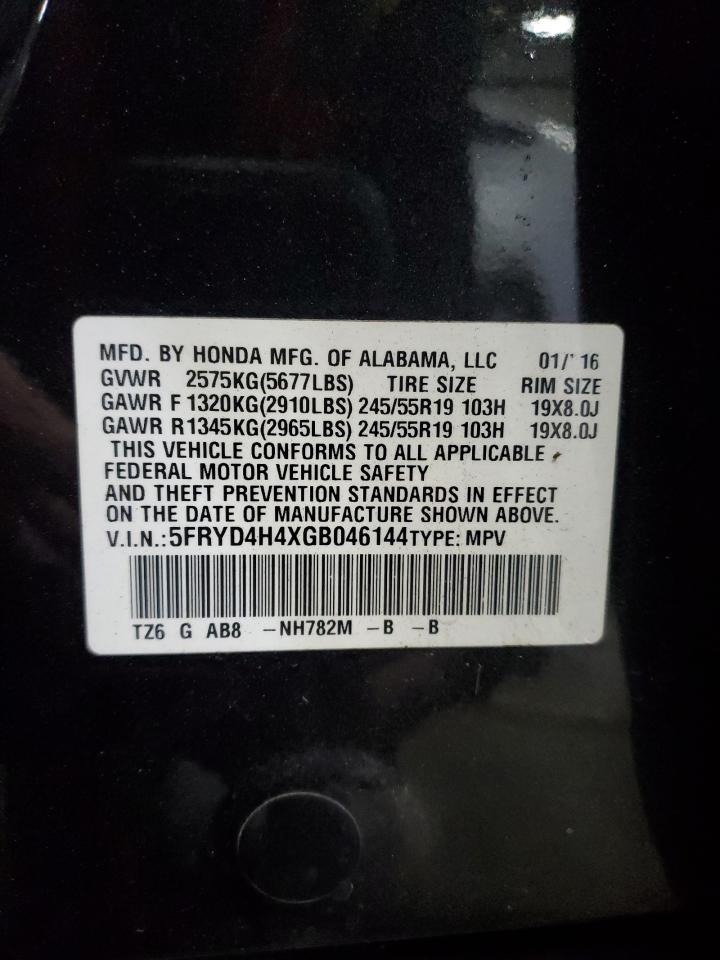 MFD. BY HONDA MFG. OF ALABAMA, LLC 01/'16
GVWR 2575KG(5677LBS) TIRE SIZE RIM SIZE
GAWR F 1320KG(2910LBS) 245/55R19 103H 19X8.0J
GAWR R1345KG(2965LBS) 245/55R19 103H 19X8.0J
THIS VEHICLE CONFORMS TO ALL APPLICABLE
FEDERAL MOTOR VEHICLE SAFETY
AND THEFT PREVENTION STANDARDS IN EFFECT
ON THE DATE OF MANUFACTURE SHOWN ABOVE.
V.I.N.:5FRYD4H4XGB046144TYPE: MPV
TZ6 G AB8 -NH782M -B -B